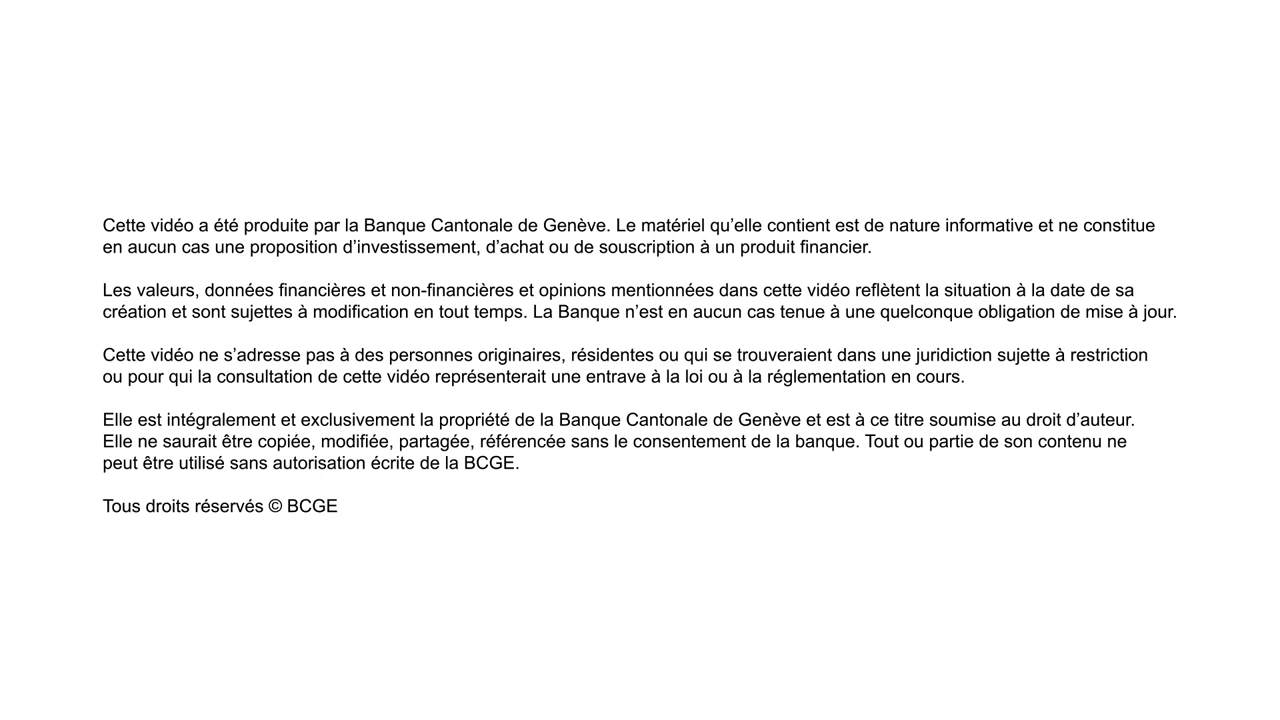 Cette vidéo a été produite par la Banque Cantonale de Genève. Le matériel qu’elle contient est de nature informative et ne constitue
en aucun cas une proposition d’investissement, d’achat ou de souscription à un produit financier.
Les valeurs, données financières et non-financières et opinions mentionnées dans cette vidéo reflètent la situation à la date de sa
création et sont sujettes à modification en tout temps. La Banque n’est en aucun cas tenue à une quelconque obligation de mise à jour.
Cette vidéo ne s’adresse pas à des personnes originaires, résidentes ou qui se trouveraient dans une juridiction sujette à restriction
ou pour qui la consultation de cette vidéo représenterait une entrave à la loi ou à la réglementation en cours.
Elle est intégralement et exclusivement la propriété de la Banque Cantonale de Genève et est à ce titre soumise au droit d’auteur.
Elle ne saurait être copiée, modifiée, partagée, référencée sans le consentement de la banque. Tout ou partie de son contenu ne
peut être utilisé sans autorisation écrite de la BCGE.
Tous droits réservés © BCGE